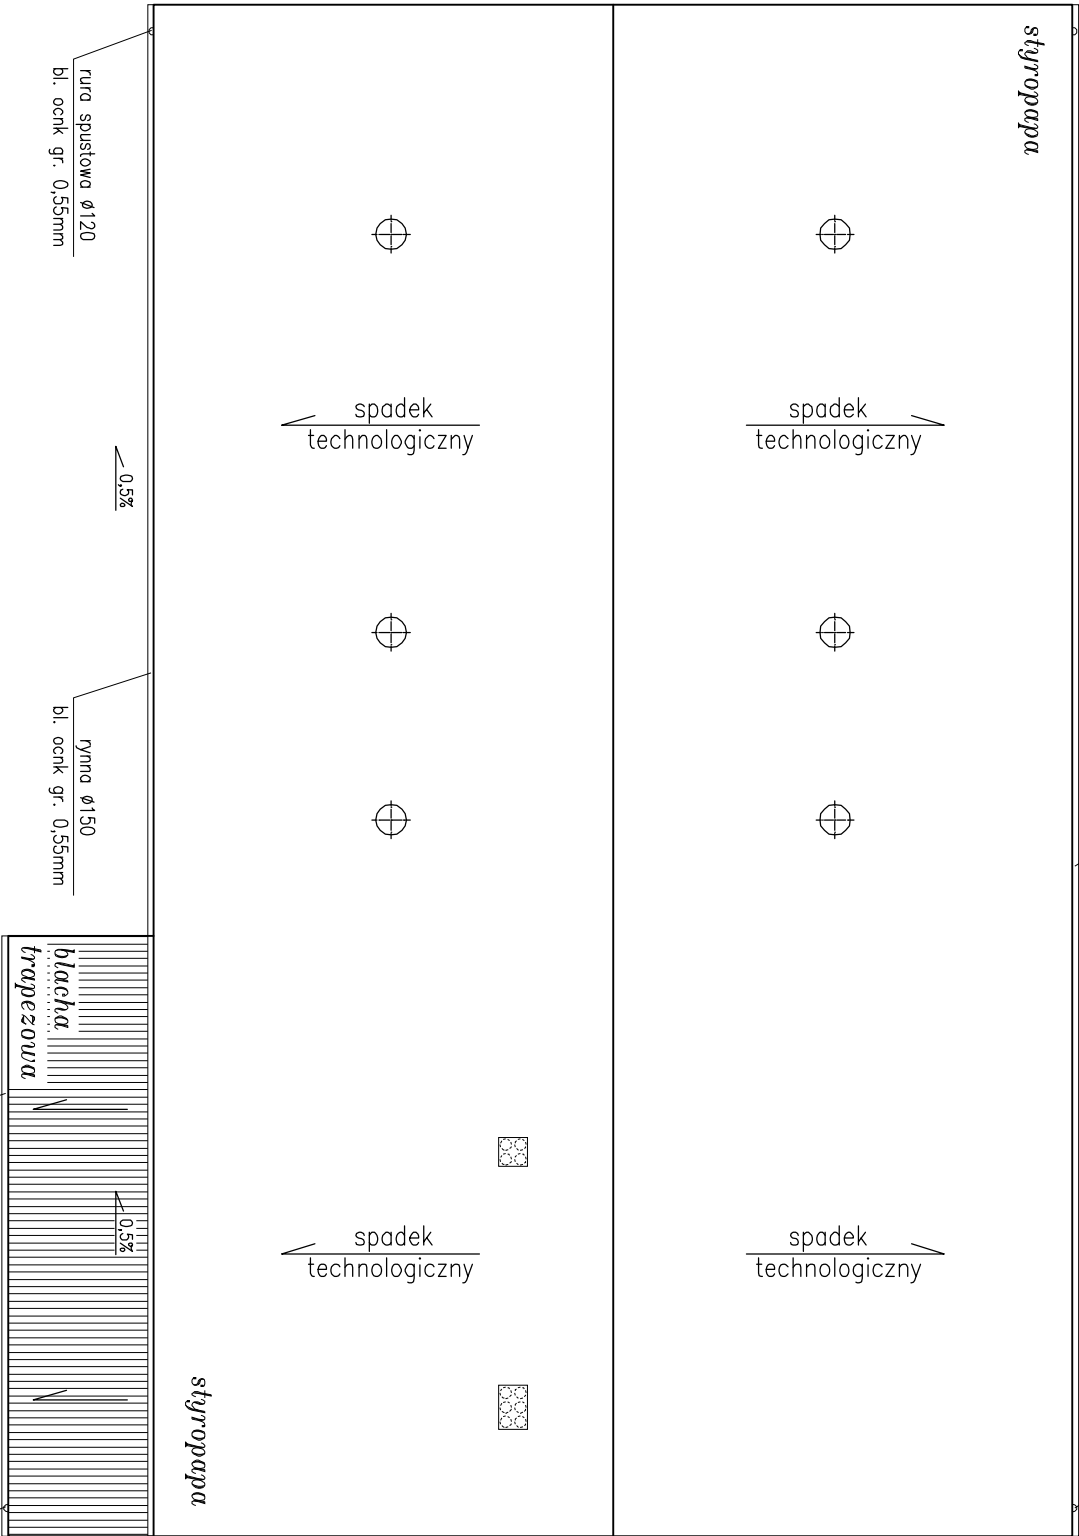 styropapa
rura spustowa ø120
bl. ocnk gr. 0,55mm
spadek
technologiczny
spadek
technologiczny
0,5%
rynna ø150
bl. ocnk gr. 0,55mm
blacha
trapezowa
0,5%
spadek
technologiczny
spadek
technologiczny
styropapa